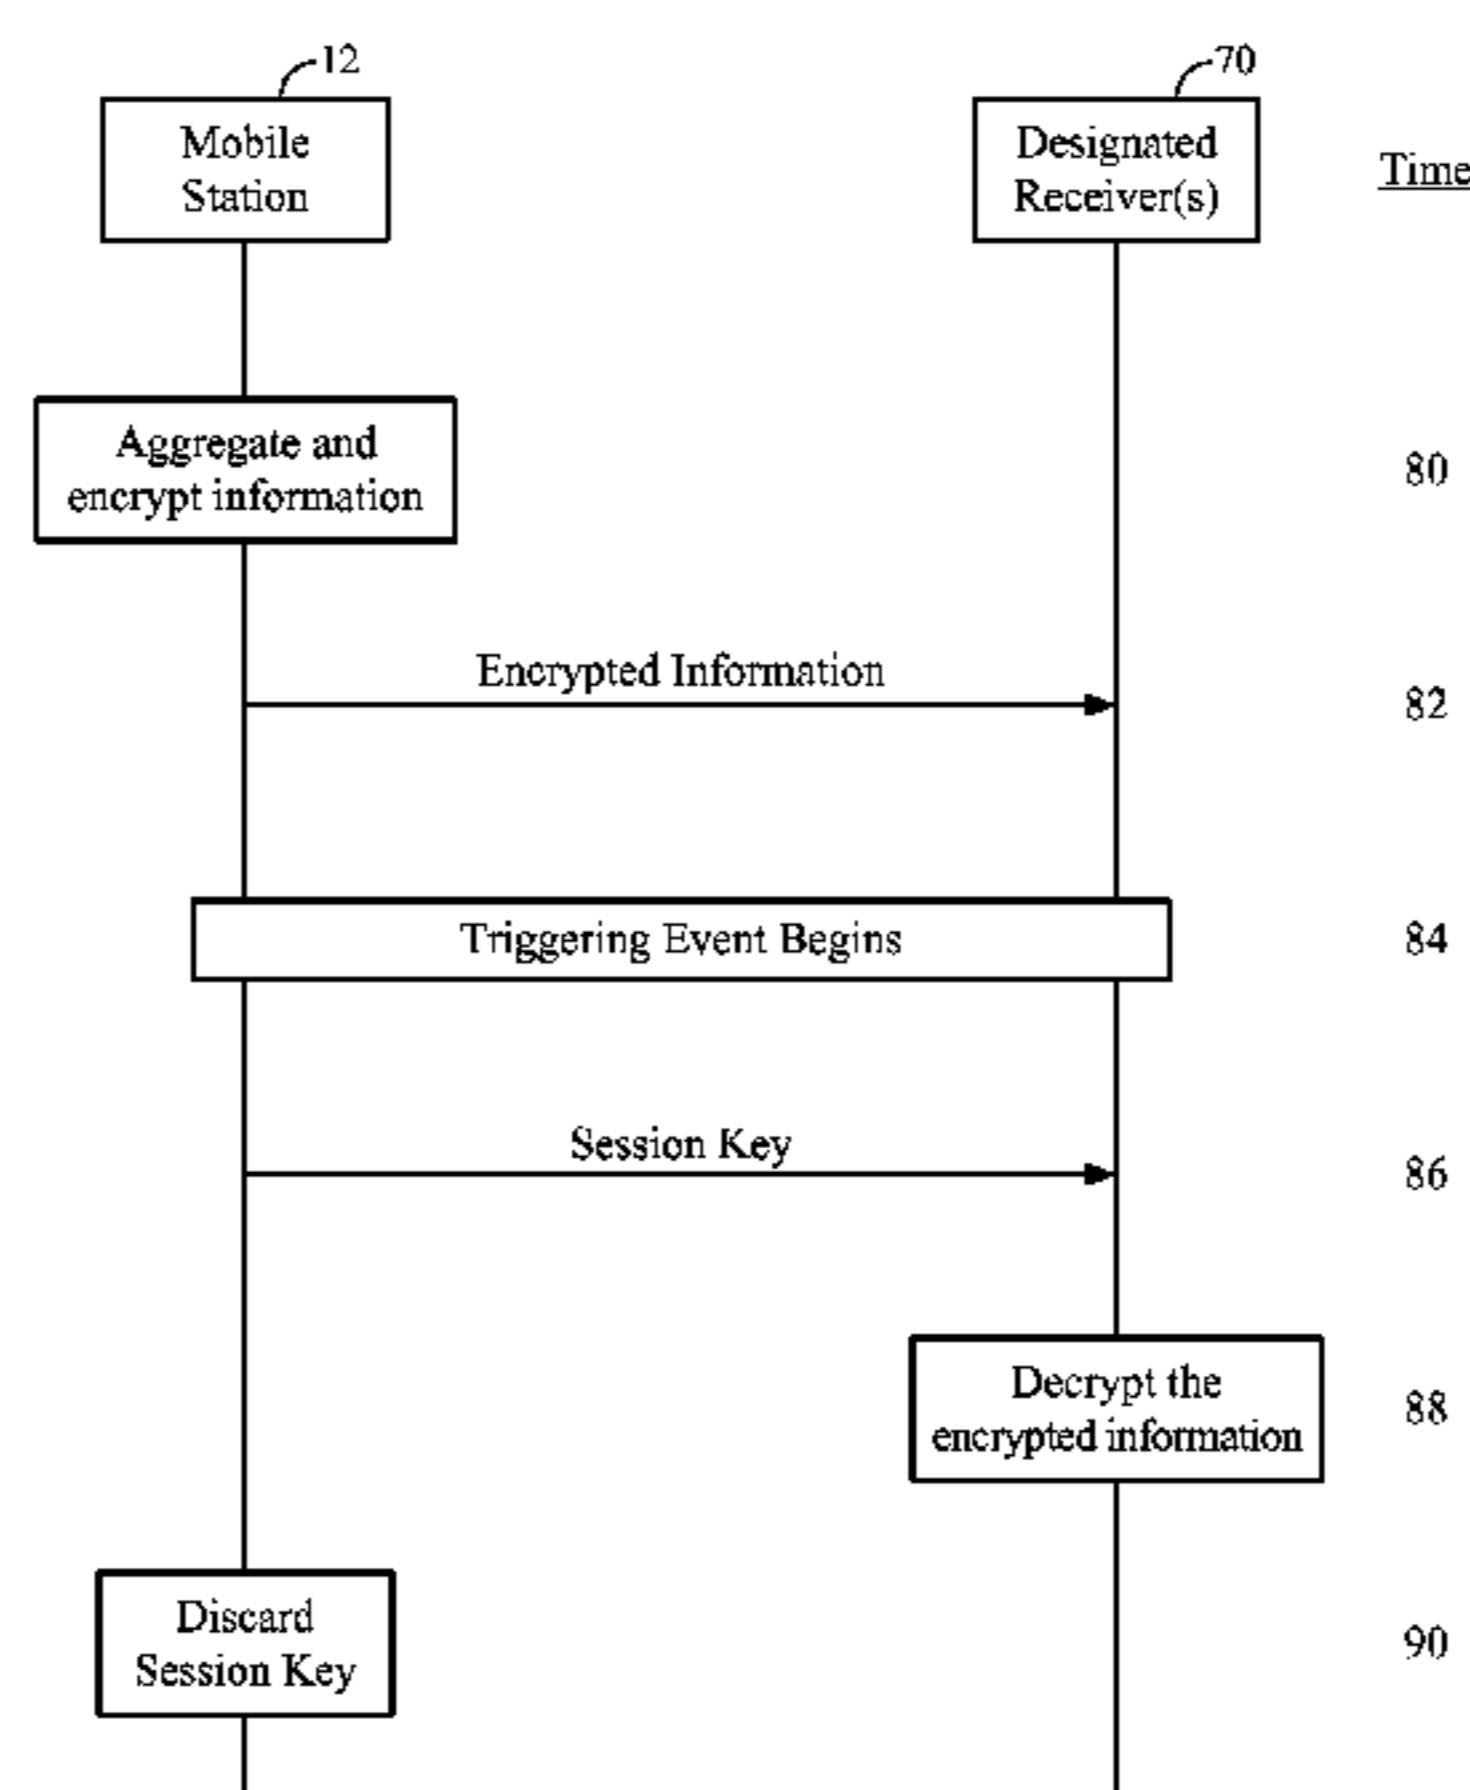 12
70
Mobile
Station
Designated
Receiver(s)
Time
Aggregate and
encrypt information
80
Encrypted Information
82
Triggering Event Begins
84
Session Key
86
Decrypt the
encrypted information
88
Discard
Session Key
90